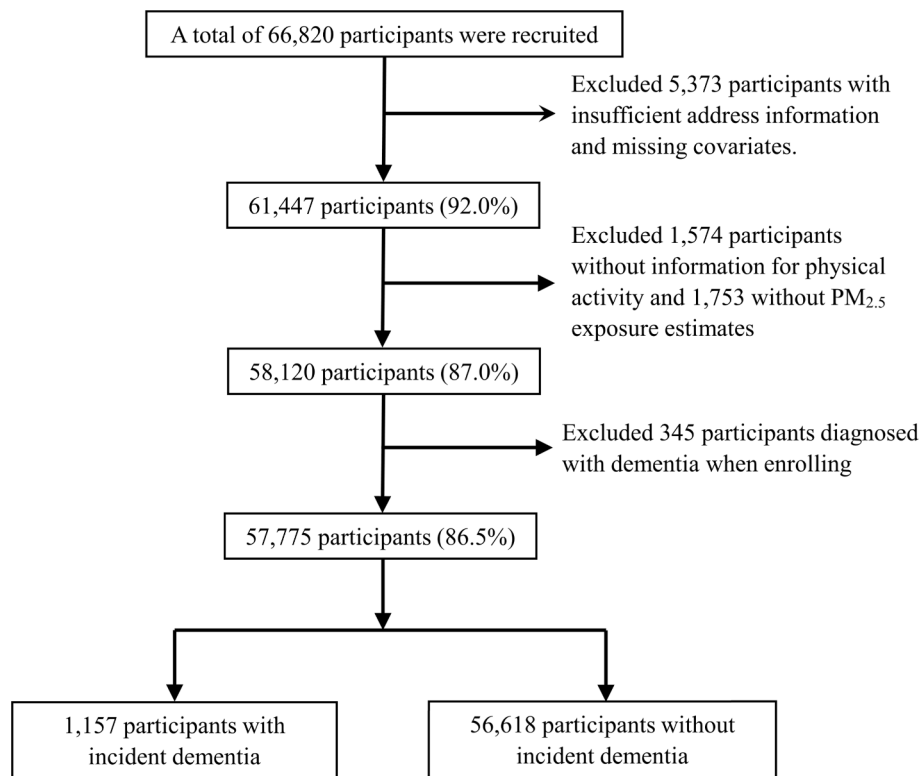 A total of 66,820 participants were recruited
Excluded 5,373 participants with
insufficient address information
and missing covariates.
61,447 participants (92.0%)
Excluded 1,574 participants
without information for physical
activity and 1,753 without PM₂.₅
exposure estimates
58,120 participants (87.0%)
Excluded 345 participants diagnosed
with dementia when enrolling
57,775 participants (86.5%)
1,157 participants with
incident dementia
56,618 participants without
incident dementia